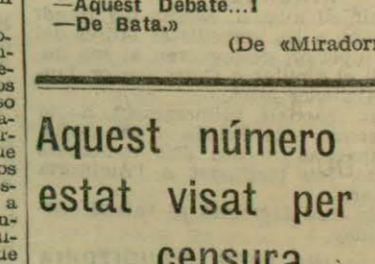 —Aquest Debate...!
—De Bata.»
(De «Mirador
Aquest número
estat visat per
censura